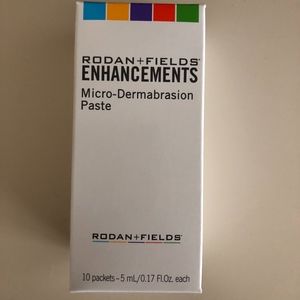 RODAN+FIELDS®
ENHANCEMENTS
Micro-Dermabrasion
Paste
RODAN+FIELDS®
10 packets–5 mL/0.17 Fl.Oz. each